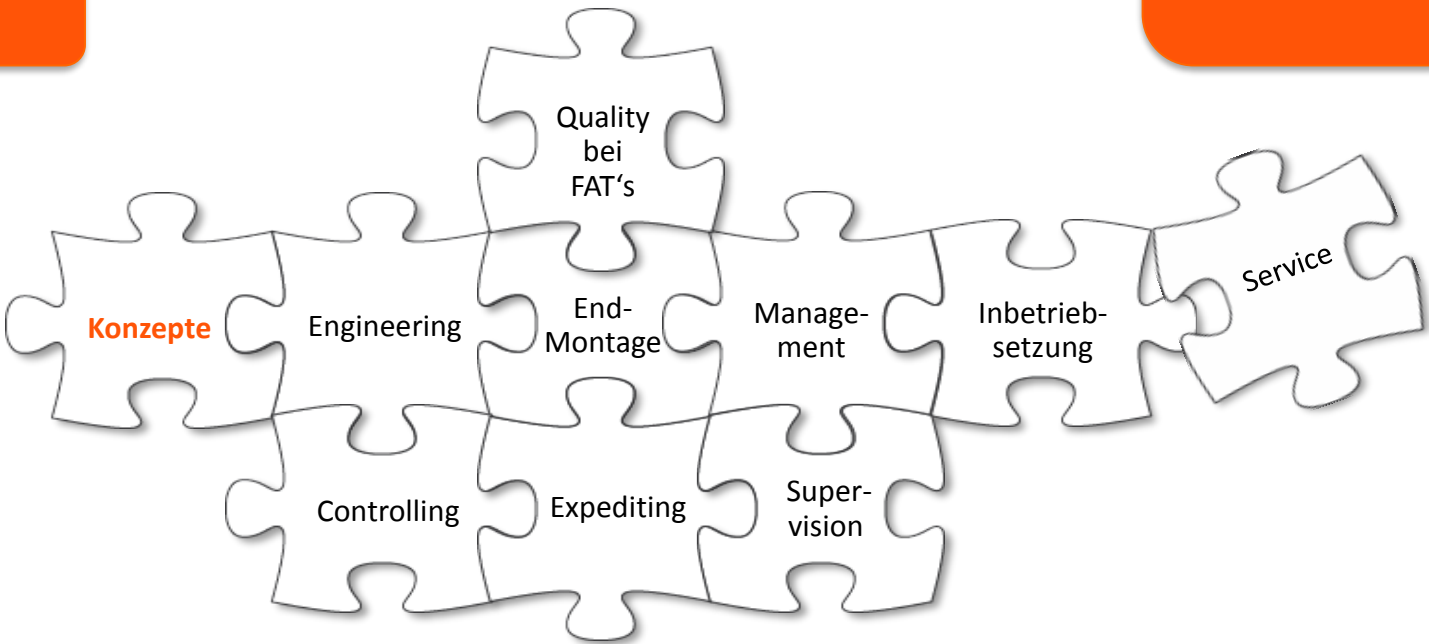 Quality
bei
FAT‘s
Konzepte
Engineering
End-
Montage
Manage-
ment
Inbetrieb-
setzung
Service
Controlling
Expediting
Super-
vision